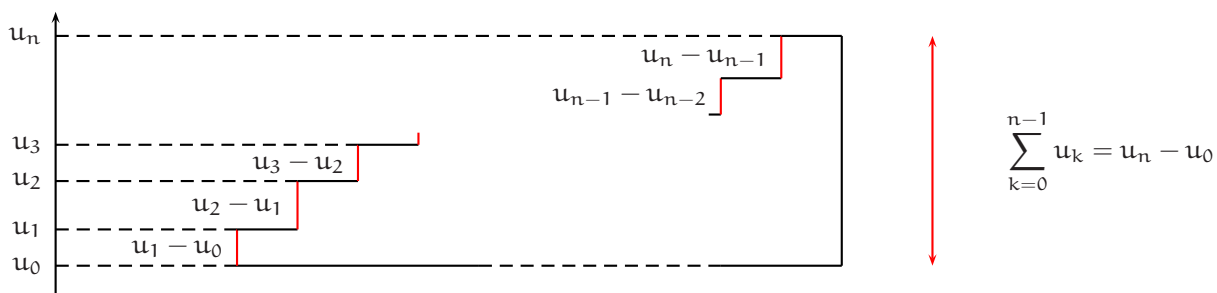 uₙ
uₙ − uₙ₋₁
uₙ₋₁ − uₙ₋₂
u₃
u₃ − u₂
u₂
u₂ − u₁
u₁
u₁ − u₀
u₀
n−1
∑ uₖ = uₙ − u₀
k=0